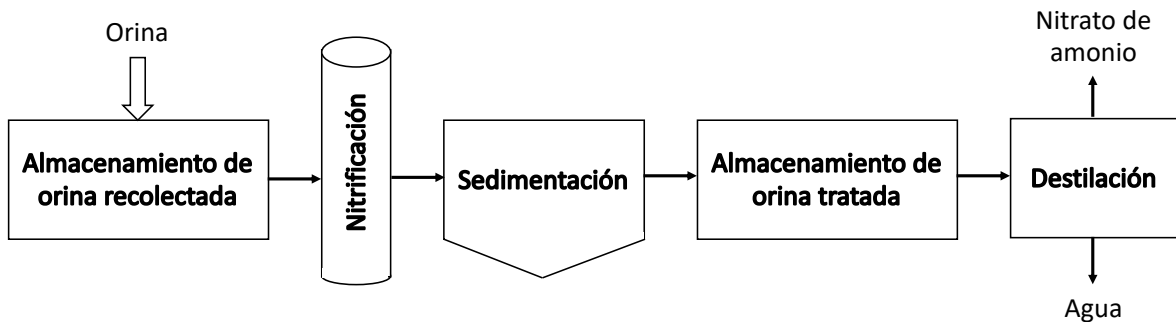 Orina
Almacenamiento de
orina recolectada
Nitrificación
Sedimentación
Almacenamiento de
orina tratada
Destilación
Nitrato de
amonio
Agua